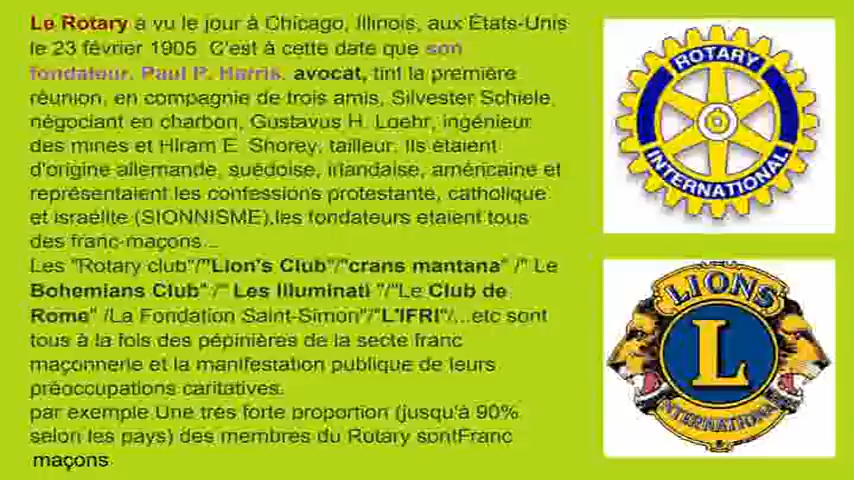 Le Rotary a vu le jour à Chicago, Illinois, aux États-Unis
le 23 février 1905. C'est à cette date que son
fondateur, Paul P. Harris, avocat, tint la première
réunion, en compagnie de trois amis, Silvester Schiele,
négociant en charbon, Gustavus H. Loehr, ingénieur
des mines et Hiram E. Shorey, tailleur. Ils étaient
d'origine allemande, suédoise, irlandaise, américaine et
représentaient les confessions protestante, catholique
et israélite (SIONNISME),les fondateurs etaient tous
des franc-maçons...
Les "Rotary club"/"Lion's Club"/"crans mantana" /" Le
Bohemians Club" /" Les Illuminati "/"Le Club de
Rome" /La Fondation Saint-Simon"/"L'IFRI"/...etc sont
tous à la fois des pépinières de la secte franc
maçonnerie et la manifestation publique de leurs
préoccupations caritatives.
par exemple Une très forte proportion (jusqu'à 90%
selon les pays) des membres du Rotary sontFranc
maçons
ROTARY
INTERNATIONAL
LIONS
L
INTERNATIONAL